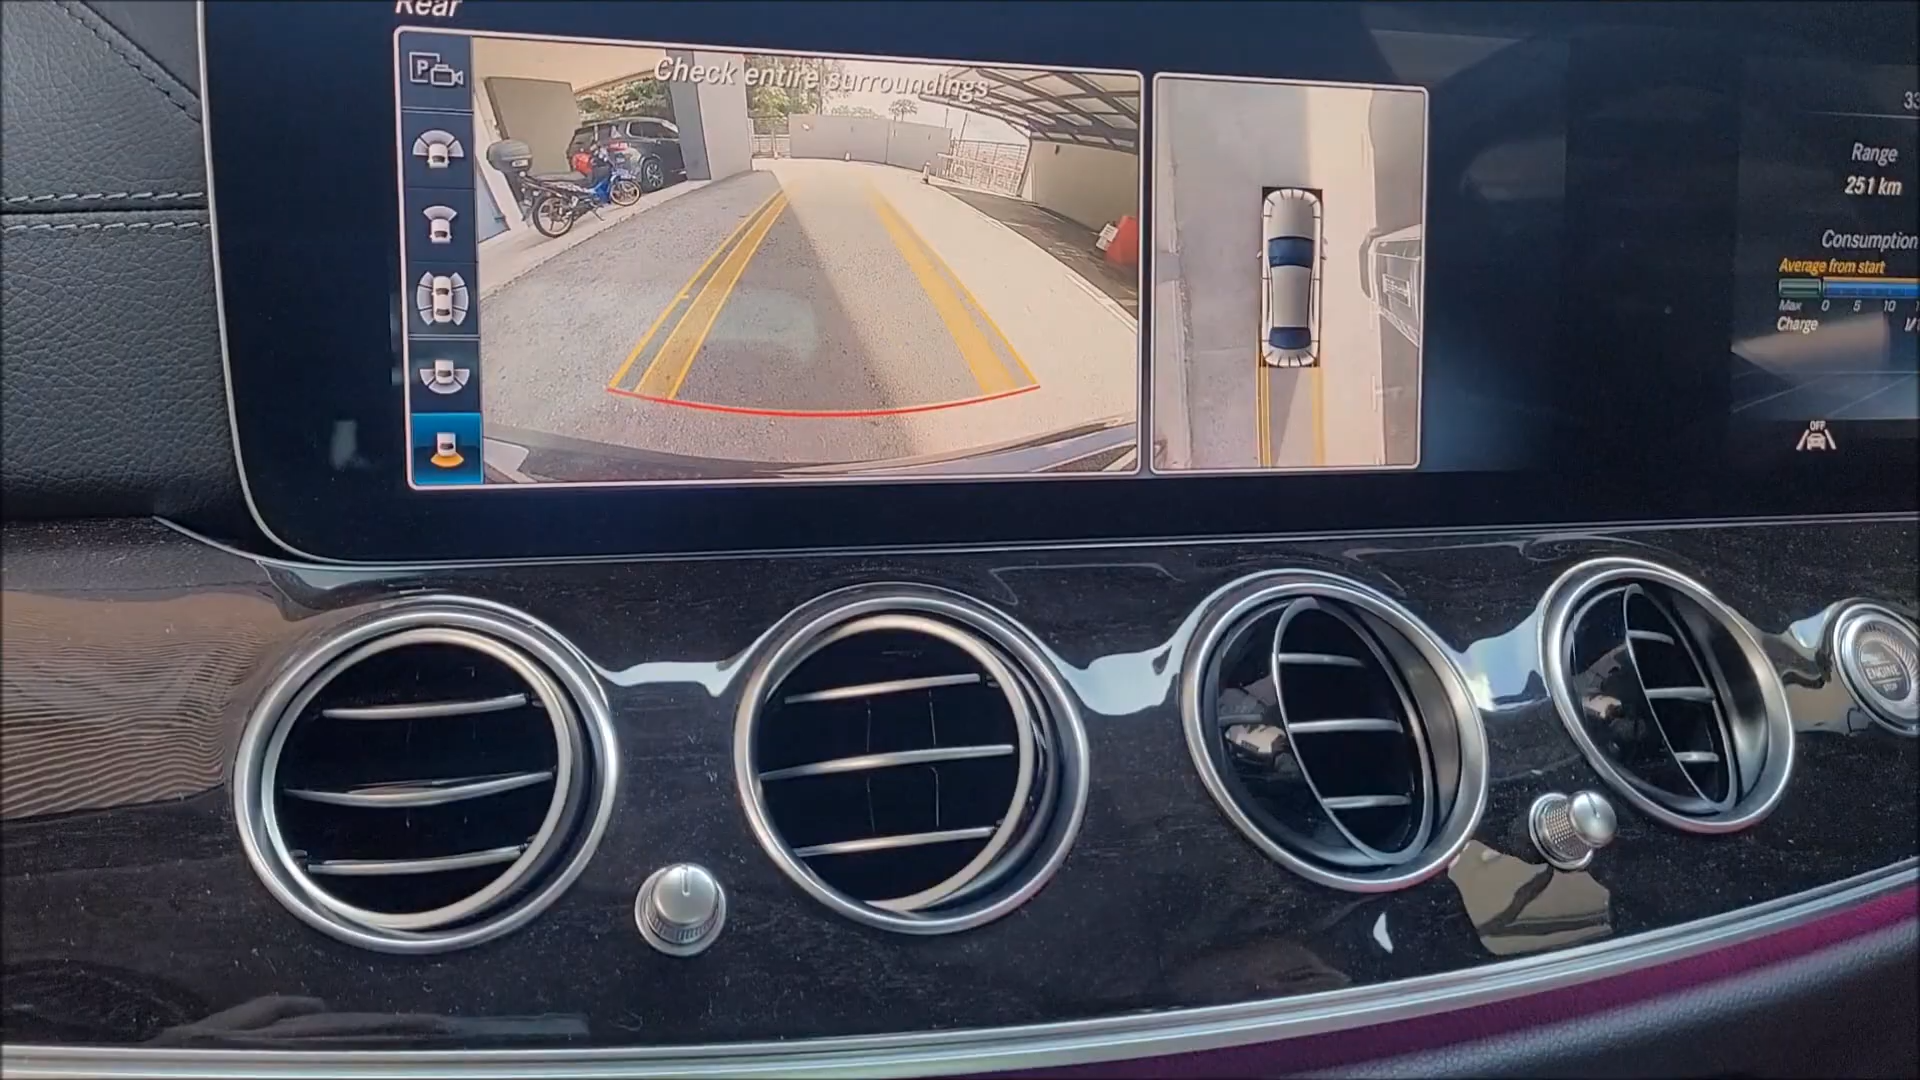 Rear
P
Check entire surroundings
33
Range
251 km
Consumption
Average from start
Max 0 5 10
Charge
OFF
ENGINE
STOP